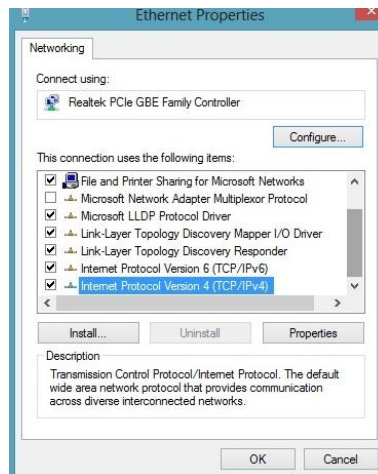 Ethernet Properties
Networking
Connect using:
Realtek PCIe GBE Family Controller
Configure...
This connection uses the following items:
File and Printer Sharing for Microsoft Networks
Microsoft Network Adapter Multiplexor Protocol
Microsoft LLDP Protocol Driver
Link-Layer Topology Discovery Mapper I/O Driver
Link-Layer Topology Discovery Responder
Internet Protocol Version 6 (TCP/IPv6)
Internet Protocol Version 4 (TCP/IPv4)
Install...
Uninstall
Properties
Description
Transmission Control Protocol/Internet Protocol. The default
wide area network protocol that provides communication
across diverse interconnected networks.
OK
Cancel